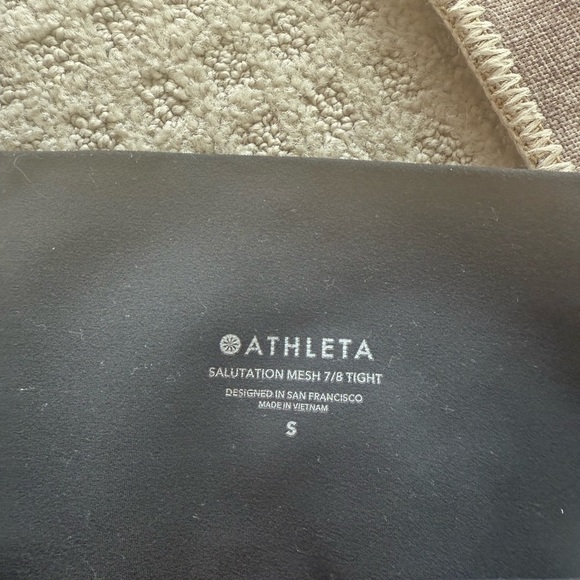 ATHLETA
SALUTATION MESH 7/8 TIGHT
DESIGNED IN SAN FRANCISCO
MADE IN VIETNAM
S